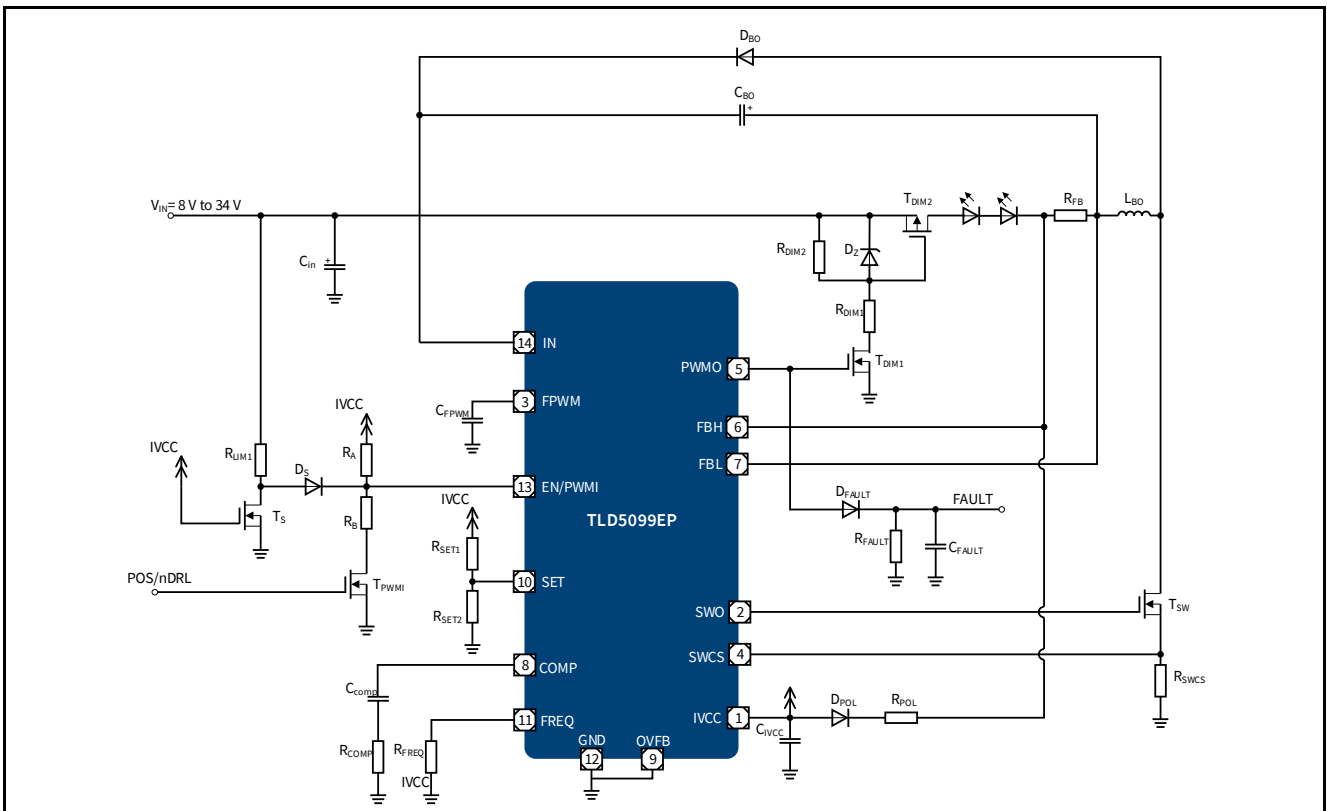 D_BO
C_BO
+
V_IN= 8 V to 34 V
T_DIM2
R_FB
L_BO
C_in
+
R_DIM2
D_Z
R_DIM1
T_DIM1
14 IN
PWMO 5
3 FPWM
C_FPWM
IVCC
FBH 6
IVCC
R_LIM1
R_A
FBL 7
D_S
13 EN/PWMI
IVCC
D_FAULT
FAULT
T_S
R_B
TLD5099EP
R_SET1
R_FAULT
C_FAULT
POS/nDRL
T_PWMI
10 SET
R_SET2
SWO 2
T_SW
SWCS 4
8 COMP
R_SWCS
C_comp
D_POL
R_POL
11 FREQ
IVCC 1
C_IVCC
R_COMP
R_FREQ
GND
OVFB
12
9
IVCC